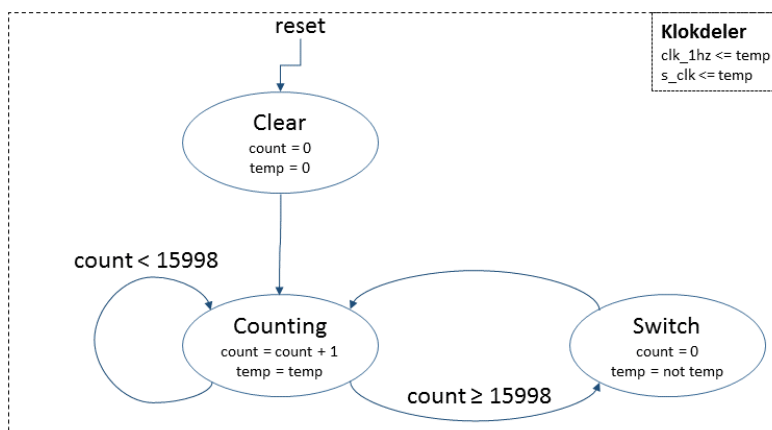 reset
Klokdeler
clk_1hz <= temp
s_clk <= temp
Clear
count = 0
temp = 0
count < 15998
Counting
count = count + 1
temp = temp
Switch
count = 0
temp = not temp
count ≥ 15998